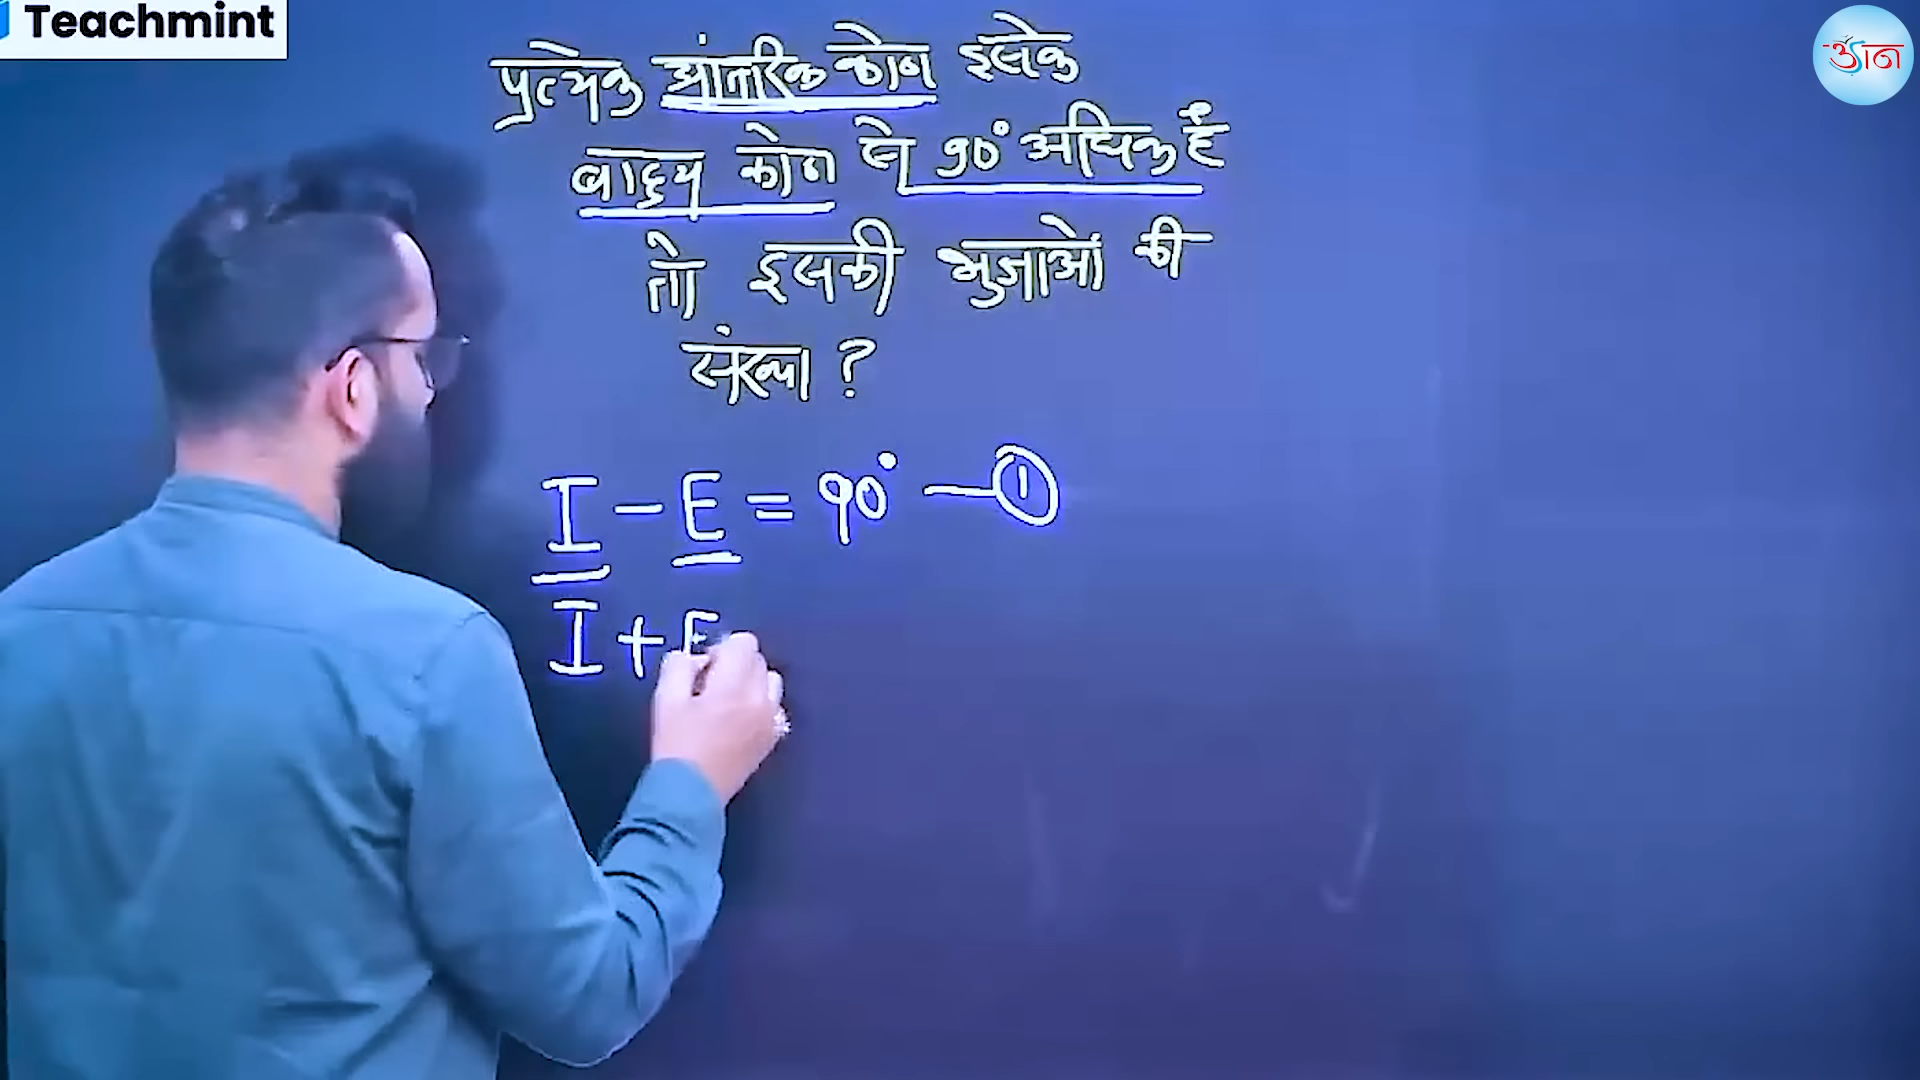 Teachmint
ज्ञान
प्रत्येक आंतरिक कोण इसके
बाह्य कोण से 90° अधिक है
तो इसकी भुजाओं की
संख्या ?
I - E = 90° — ①
I + E